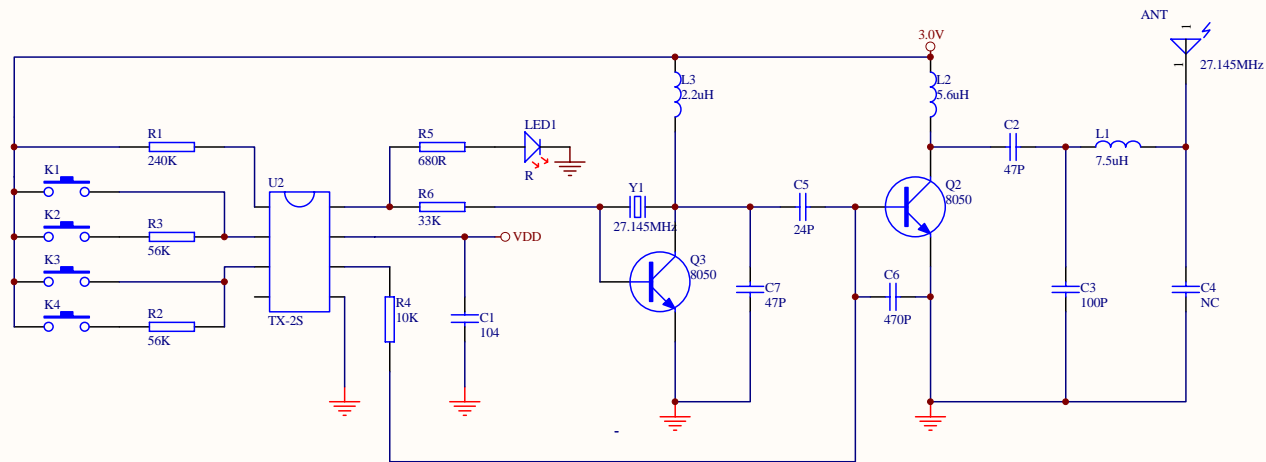 ANT
1
3.0V
1
27.145MHz
L3
2.2uH
L2
5.6uH
R1
240K
R5
680R
LED1
R
C2
47P
L1
7.5uH
K1
U2
R6
33K
Y1
27.145MHz
C5
24P
Q2
8050
K2
R3
56K
VDD
K3
Q3
8050
C7
47P
C6
470P
C3
100P
C4
NC
K4
R2
56K
TX-2S
R4
10K
C1
104
-